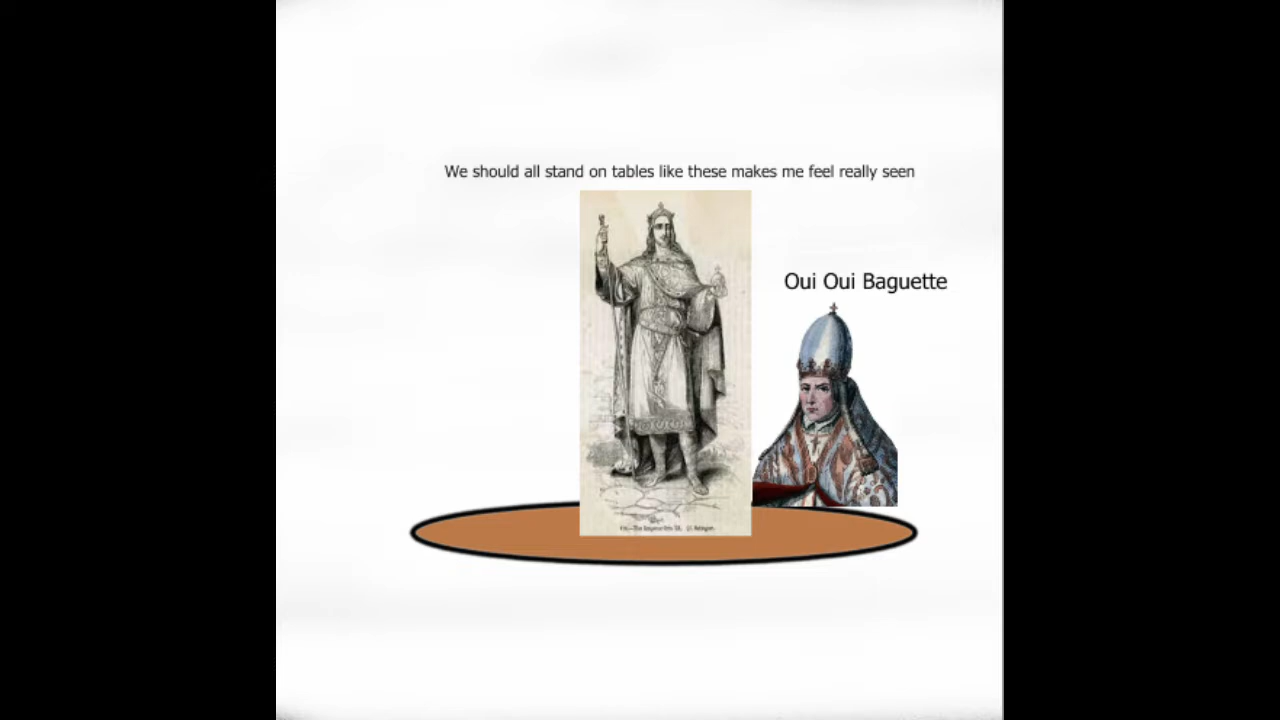 We should all stand on tables like these makes me feel really seen
Oui Oui Baguette